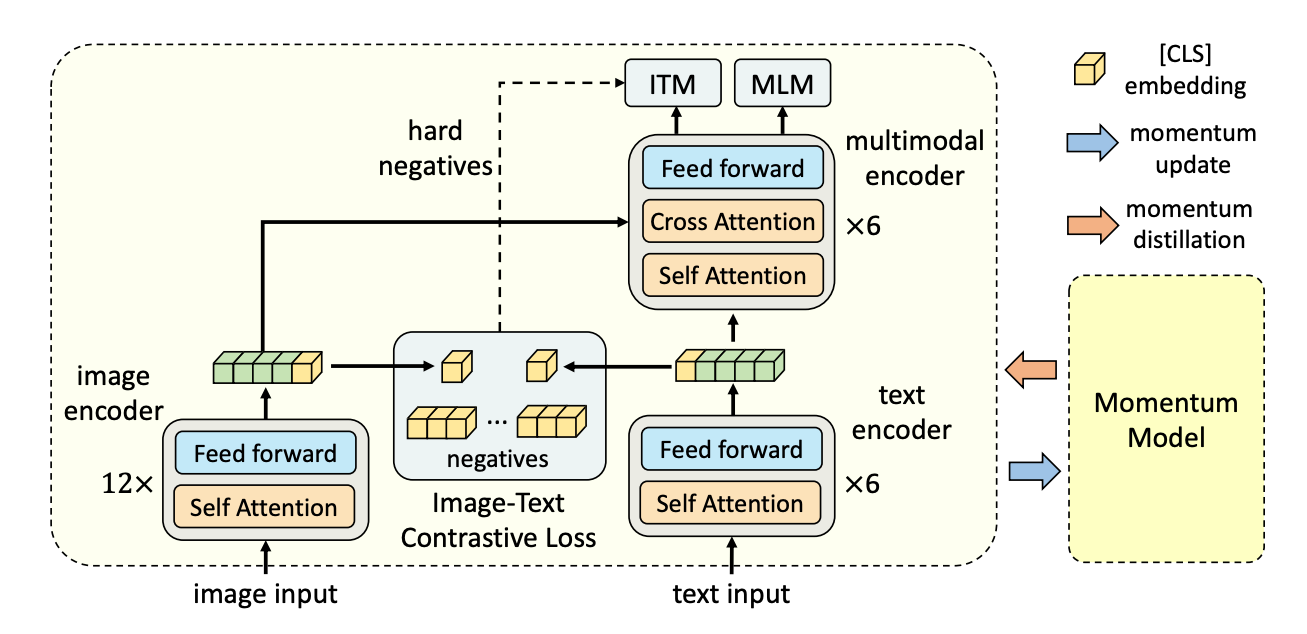 ITM
MLM
hard
negatives
Feed forward
Cross Attention
Self Attention
multimodal
encoder
×6
image
encoder
Feed forward
Self Attention
12×
...
negatives
Image-Text
Contrastive Loss
text
encoder
Feed forward
Self Attention
×6
image input
text input
[CLS]
embedding
momentum
update
momentum
distillation
Momentum
Model